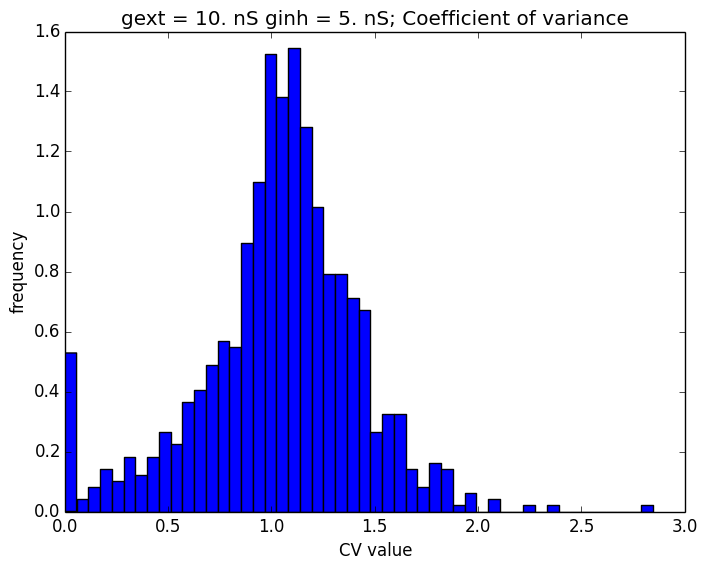 gext = 10. nS ginh = 5. nS; Coefficient of variance
1.6
1.4
1.2
1.0
0.8
0.6
0.4
0.2
0.0
frequency
0.0 0.5 1.0 1.5 2.0 2.5 3.0
CV value